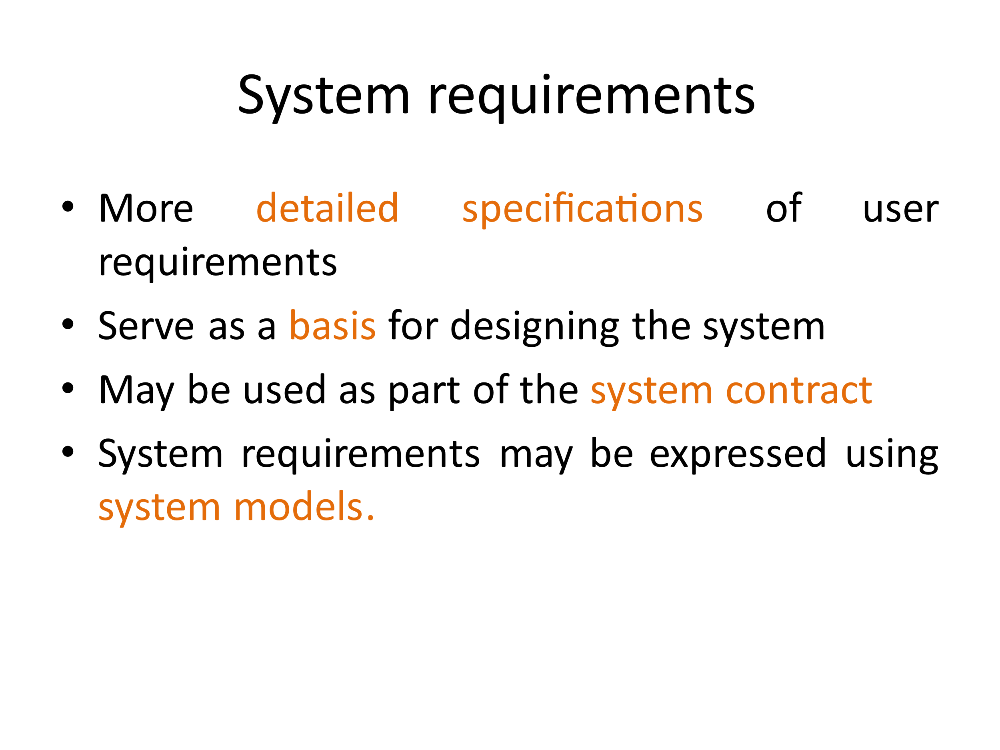 System requirements
• More detailed specifications of user
requirements
• Serve as a basis for designing the system
• May be used as part of the system contract
• System requirements may be expressed using
system models.